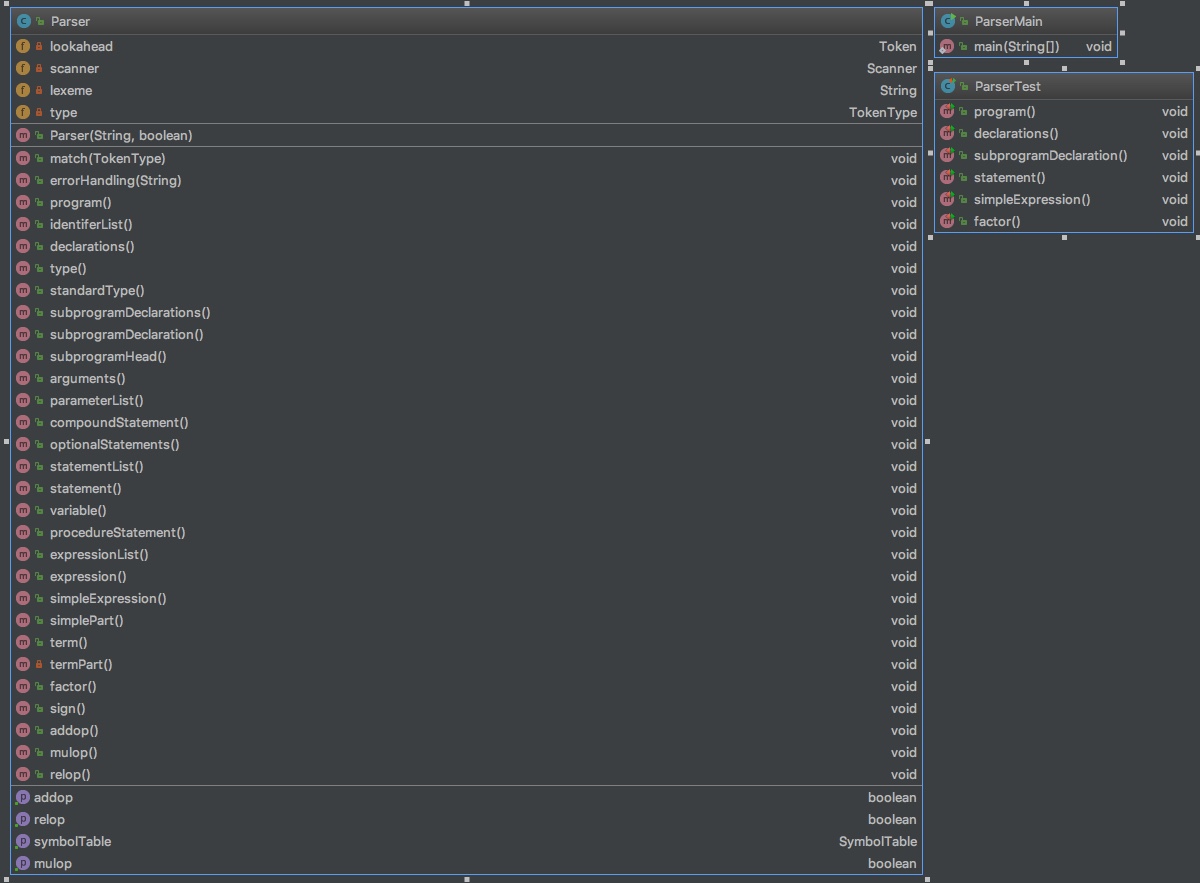 Parser
lookahead Token
scanner Scanner
lexeme String
type TokenType
Parser(String, boolean)
match(TokenType) void
errorHandling(String) void
program() void
identiferList() void
declarations() void
type() void
standardType() void
subprogramDeclarations() void
subprogramDeclaration() void
subprogramHead() void
arguments() void
parameterList() void
compoundStatement() void
optionalStatements() void
statementList() void
statement() void
variable() void
procedureStatement() void
expressionList() void
expression() void
simpleExpression() void
simplePart() void
term() void
termPart() void
factor() void
sign() void
addop() void
mulop() void
relop() void
addop boolean
relop boolean
symbolTable SymbolTable
mulop boolean
ParserMain
main(String[]) void
ParserTest
program() void
declarations() void
subprogramDeclaration() void
statement() void
simpleExpression() void
factor() void